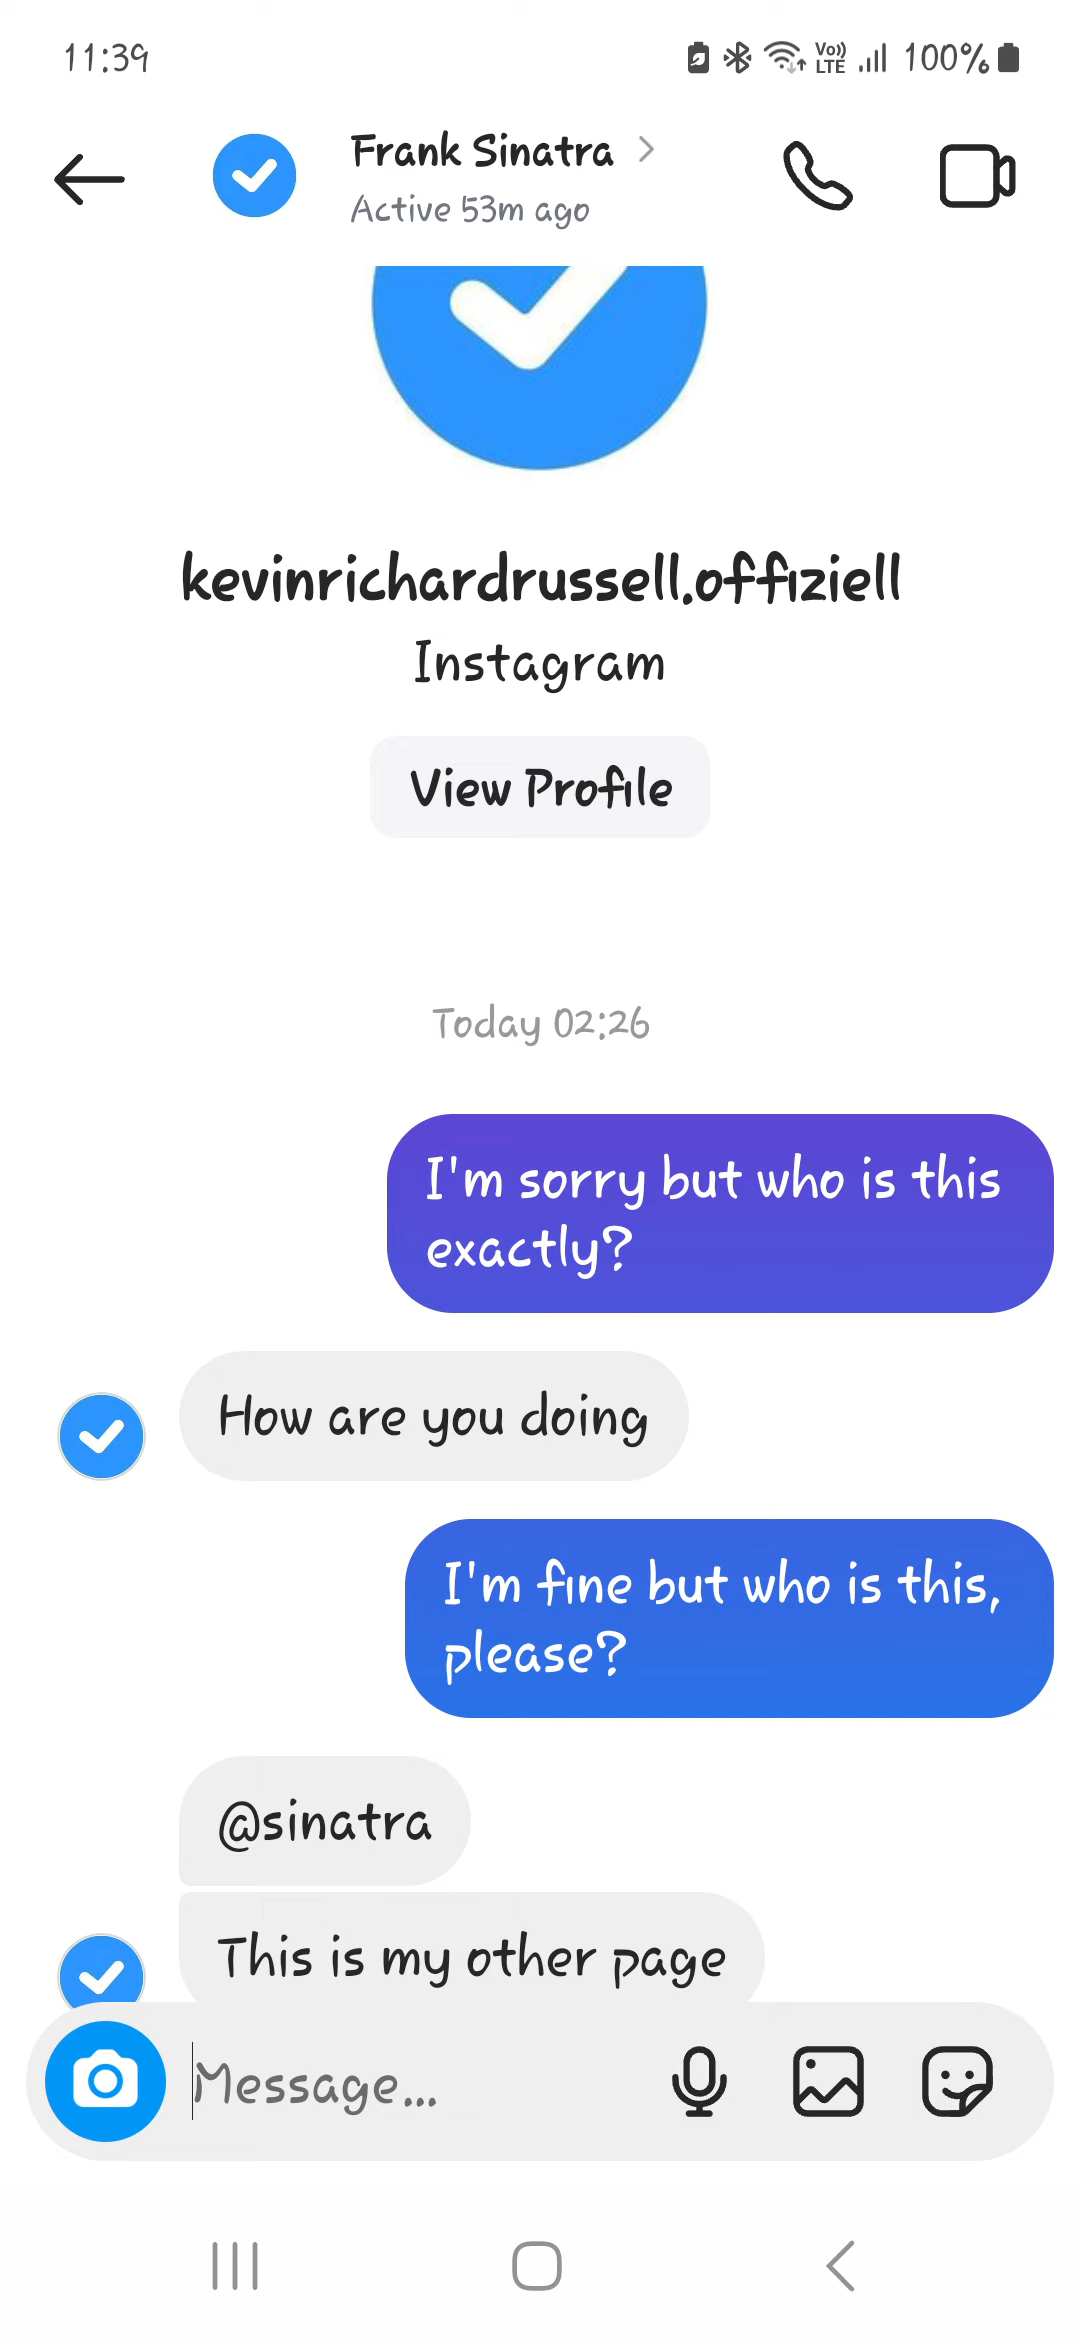 11:39
Vo))
LTE
100%
Frank Sinatra
Active 53m ago
kevinrichardrussell.offiziell
Instagram
View Profile
Today 02:26
I'm sorry but who is this
exactly?
How are you doing
I'm fine but who is this,
please?
@sinatra
This is my other page
Message...